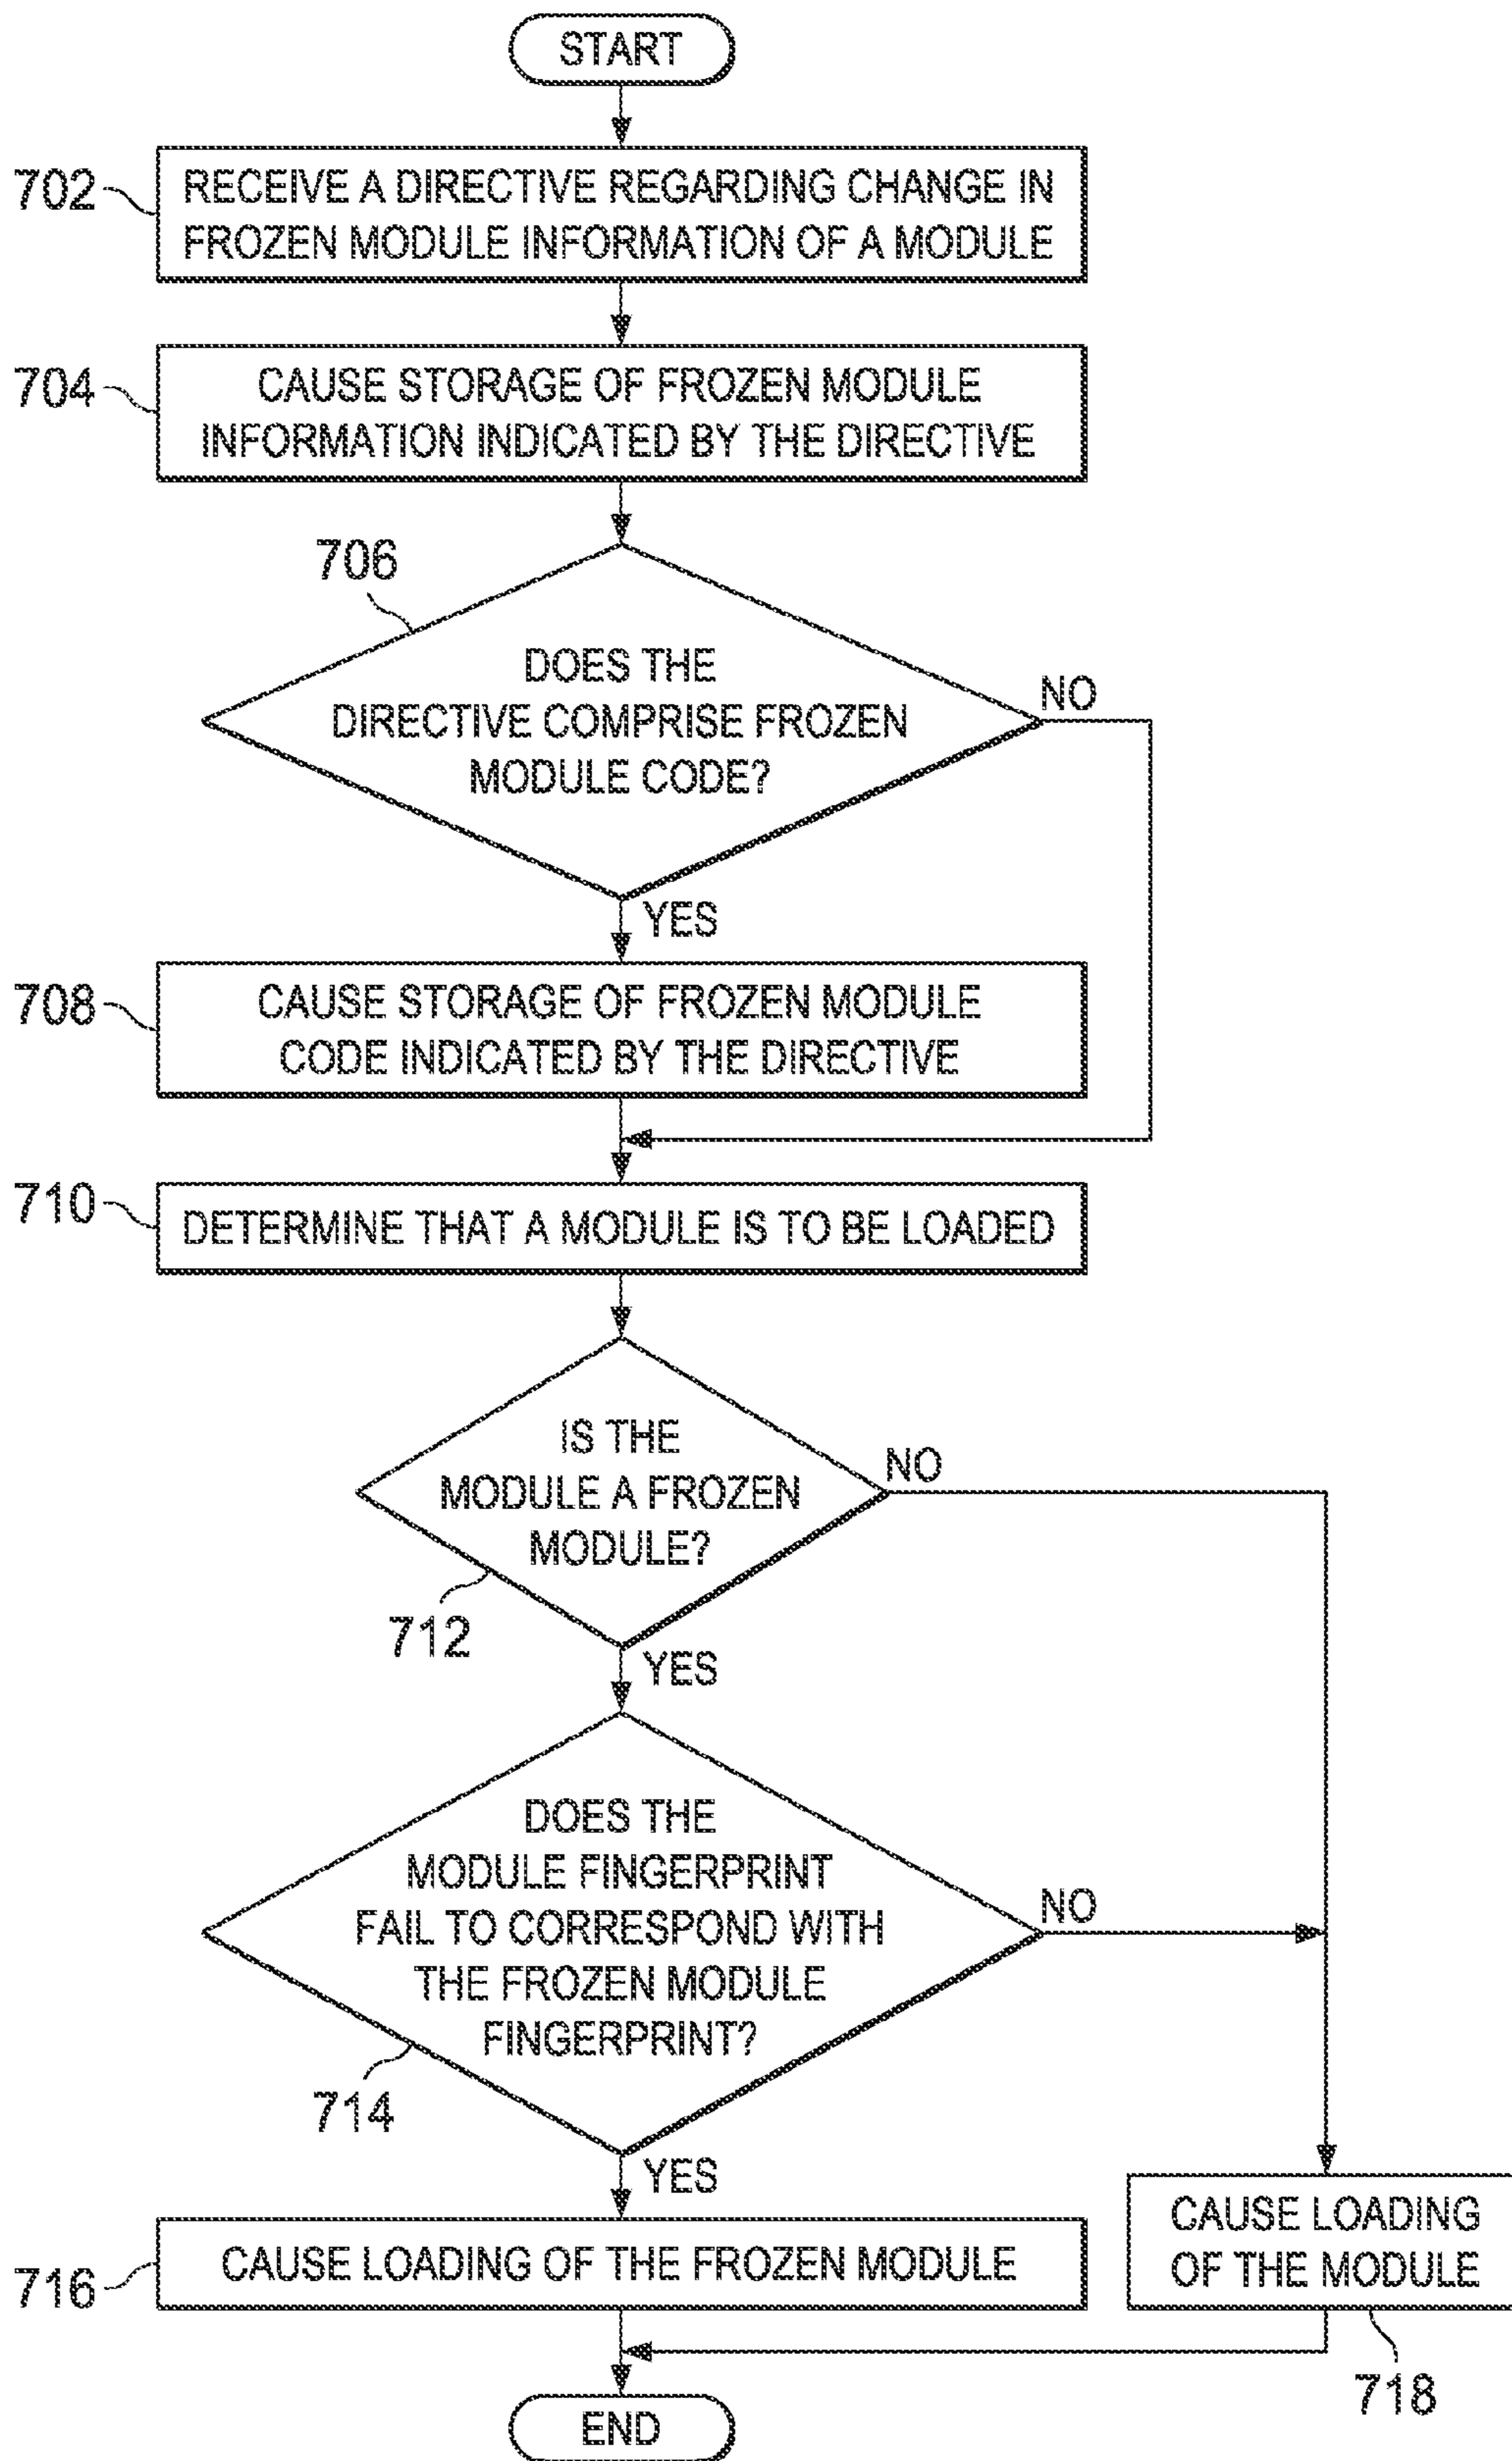 START
702
RECEIVE A DIRECTIVE REGARDING CHANGE IN
FROZEN MODULE INFORMATION OF A MODULE
704
CAUSE STORAGE OF FROZEN MODULE
INFORMATION INDICATED BY THE DIRECTIVE
706
DOES THE
DIRECTIVE COMPRISE FROZEN
MODULE CODE?
NO
YES
708
CAUSE STORAGE OF FROZEN MODULE
CODE INDICATED BY THE DIRECTIVE
710
DETERMINE THAT A MODULE IS TO BE LOADED
IS THE
MODULE A FROZEN
MODULE?
NO
712
YES
DOES THE
MODULE FINGERPRINT
FAIL TO CORRESPOND WITH
THE FROZEN MODULE
FINGERPRINT?
NO
714
YES
716
CAUSE LOADING OF THE FROZEN MODULE
CAUSE LOADING
OF THE MODULE
718
END